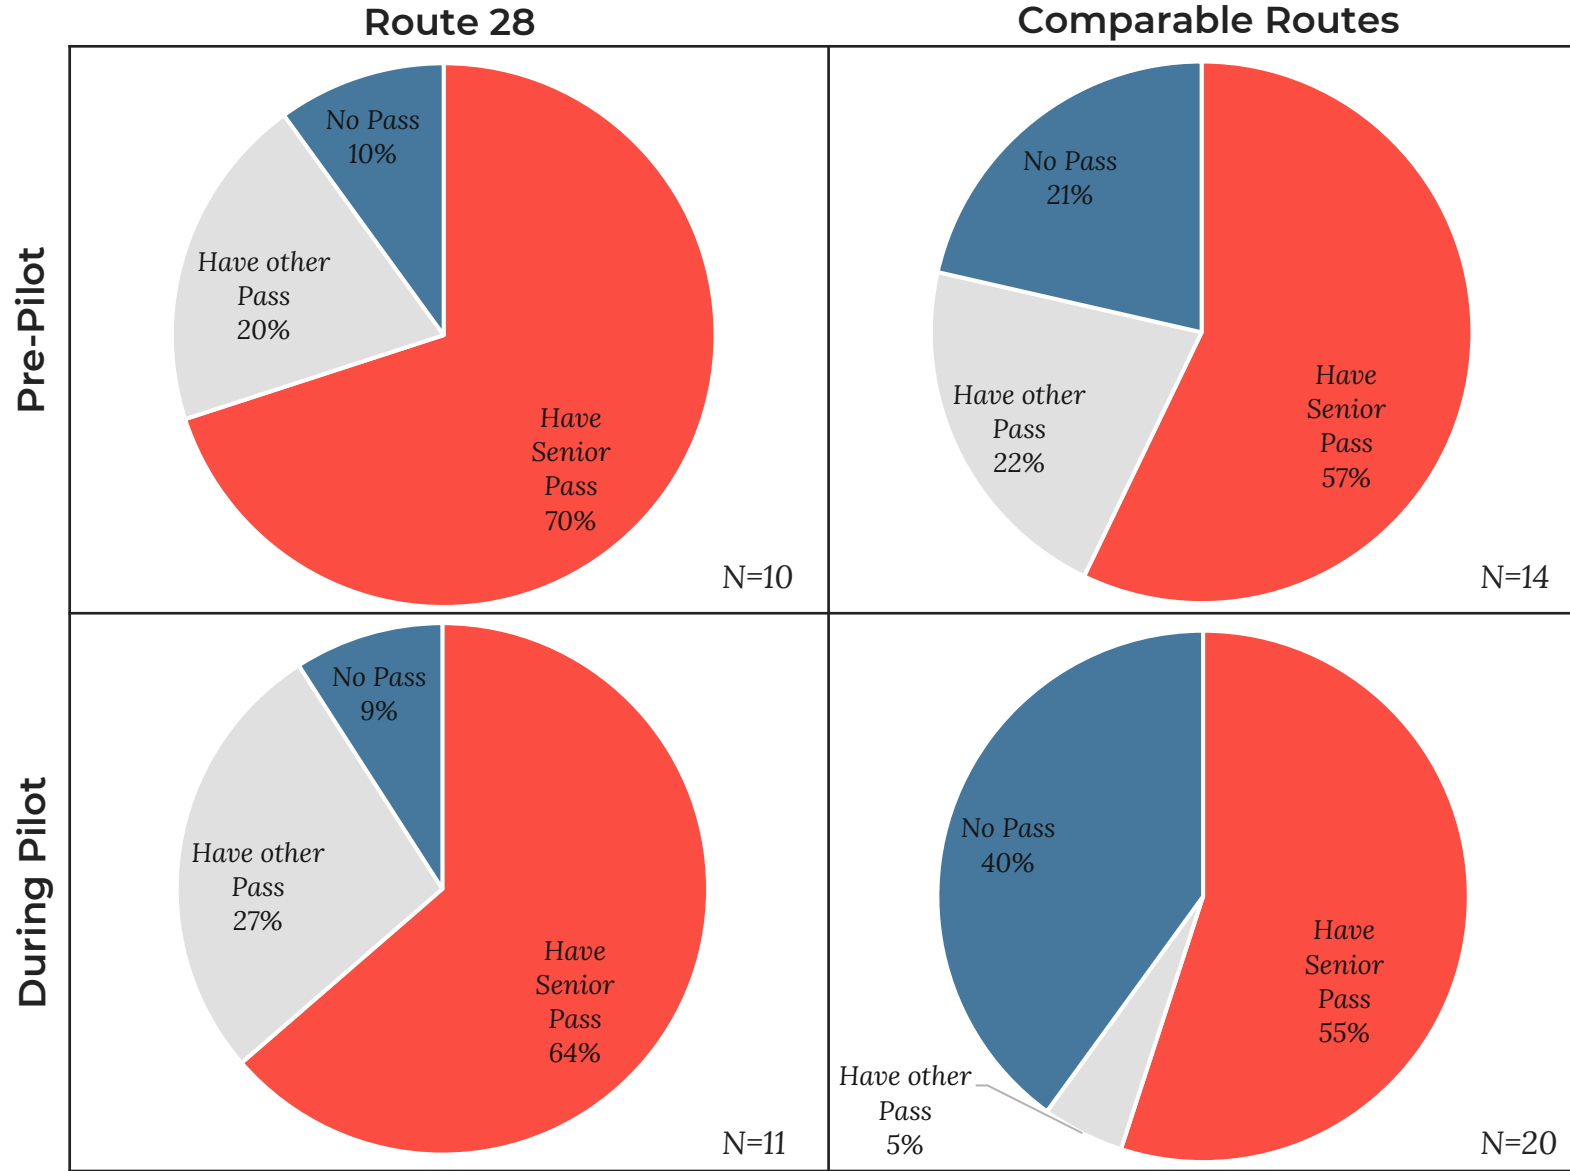 Route 28
Comparable Routes
Pre-Pilot
No Pass
10%
Have other
Pass
20%
Have
Senior
Pass
70%
N=10
No Pass
21%
Have other
Pass
22%
Have
Senior
Pass
57%
N=14
During Pilot
No Pass
9%
Have other
Pass
27%
Have
Senior
Pass
64%
N=11
No Pass
40%
Have
Senior
Pass
55%
Have other
Pass
5%
N=20